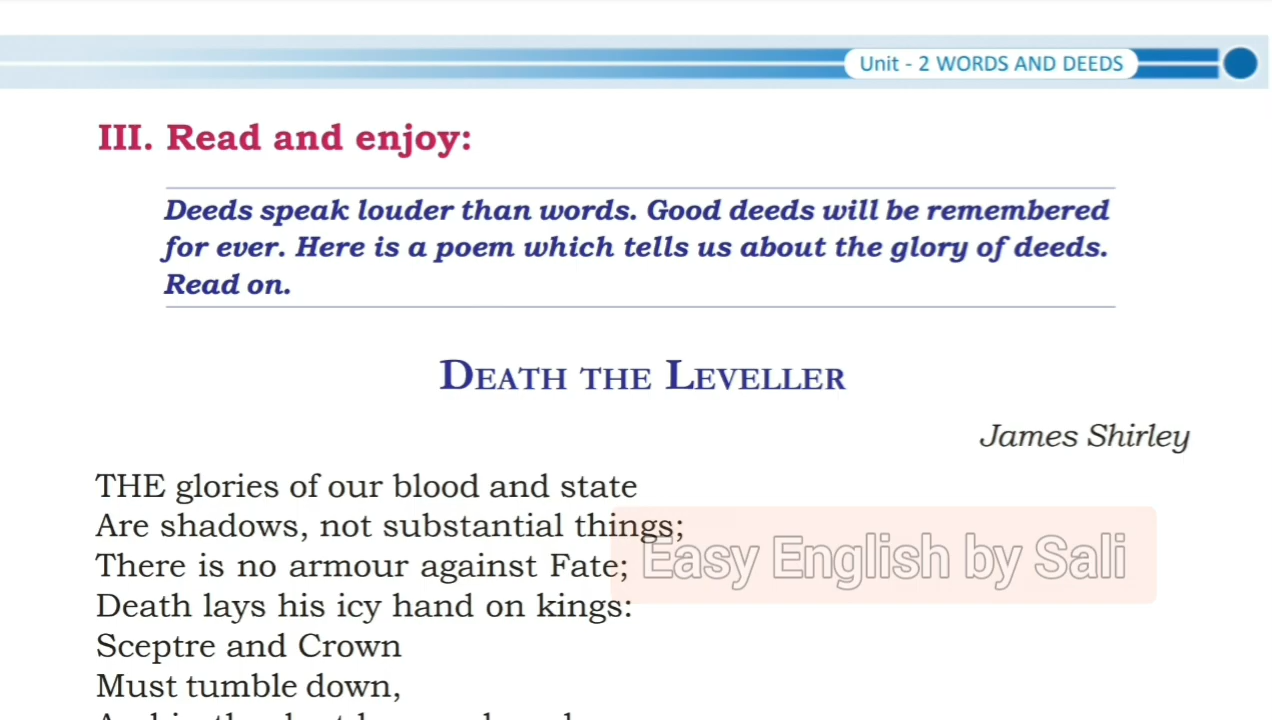 Unit - 2 WORDS AND DEEDS
III. Read and enjoy:
Deeds speak louder than words. Good deeds will be remembered
for ever. Here is a poem which tells us about the glory of deeds.
Read on.
DEATH THE LEVELLER
James Shirley
THE glories of our blood and state
Are shadows, not substantial things;
There is no armour against Fate;
Easy English by Sali
Death lays his icy hand on kings:
Sceptre and Crown
Must tumble down,